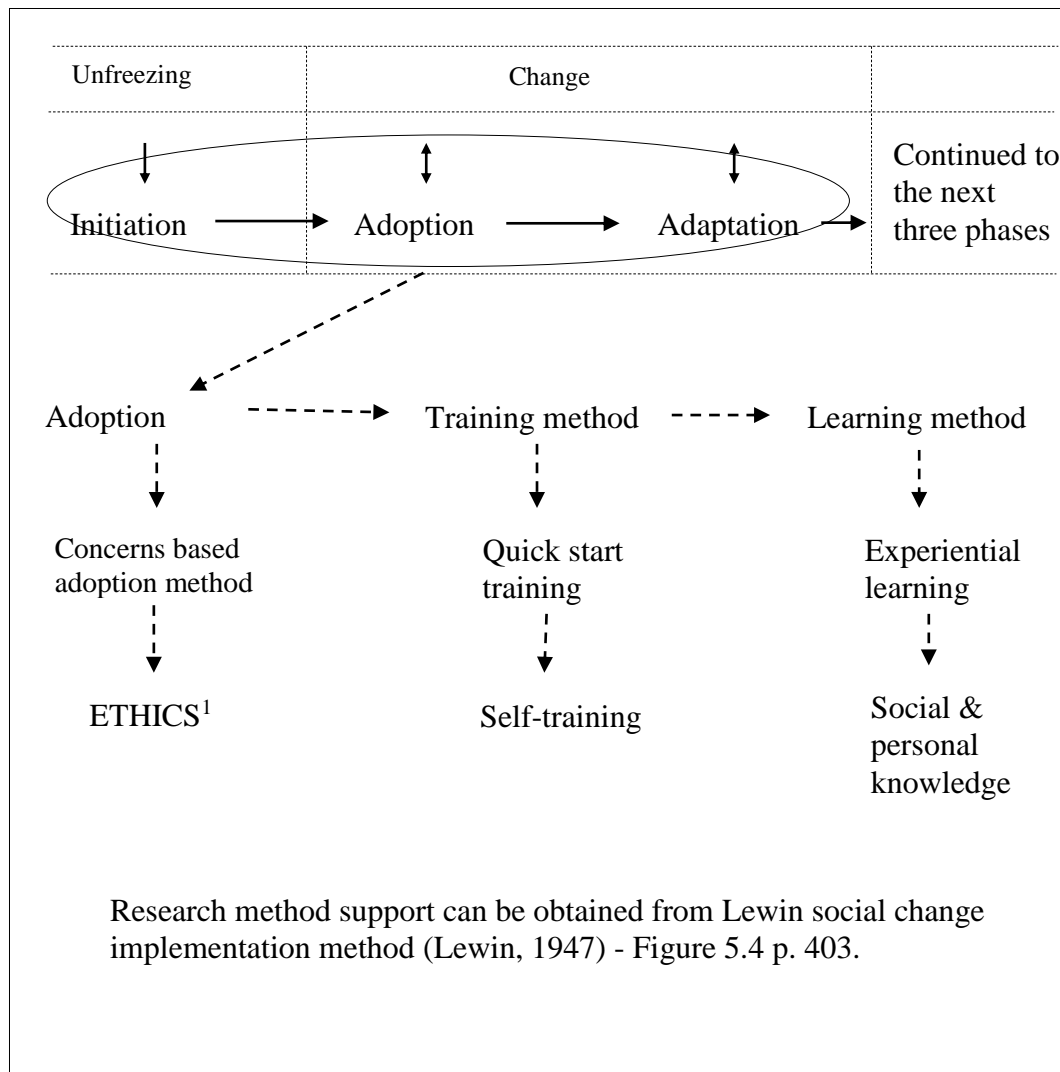 Unfreezing
Change
Initiation
Adoption
Adaptation
Continued to
the next
three phases
Adoption
Training method
Learning method
Concerns based
adoption method
Quick start
training
Experiential
learning
ETHICS¹
Self-training
Social &
personal
knowledge
Research method support can be obtained from Lewin social change
implementation method (Lewin, 1947) - Figure 5.4 p. 403.